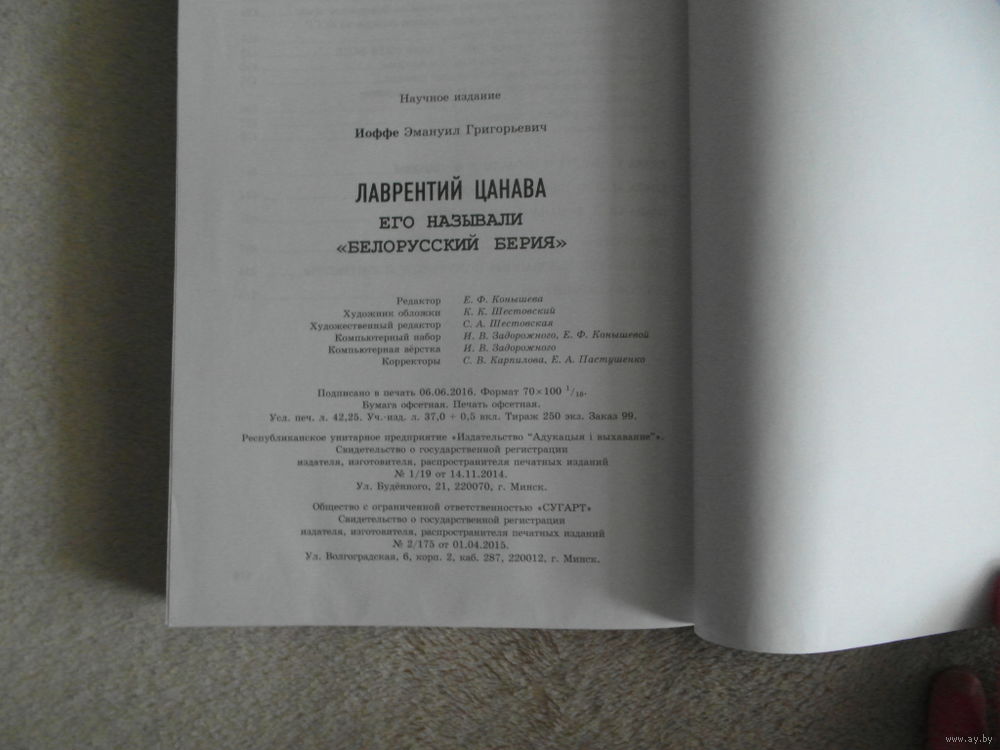 Научное издание
Иоффе Эмануил Григорьевич
ЛАВРЕНТИЙ ЦАНАВА
ЕГО НАЗЫВАЛИ
«БЕЛОРУССКИЙ БЕРИЯ»
Редактор Е. Ф. Конышева
Художник обложки К. К. Шестовский
Художественный редактор С. А. Шестовская
Компьютерный набор И. В. Задорожного, Е. Ф. Конышевой
Компьютерная вёрстка И. В. Задорожного
Корректоры С. В. Карпилова, Е. А. Пастушенко
Подписано в печать 06.06.2016. Формат 70×100 1/16.
Бумага офсетная. Печать офсетная.
Усл. печ. л. 42,25. Уч.-изд. л. 37,0 + 0,5 вкл. Тираж 250 экз. Заказ 99.
Республиканское унитарное предприятие «Издательство "Адукацыя і выхаванне"».
Свидетельство о государственной регистрации
издателя, изготовителя, распространителя печатных изданий
№ 1/19 от 14.11.2014.
Ул. Будённого, 21, 220070, г. Минск.
Общество с ограниченной ответственностью «СУГАРТ»
Свидетельство о государственной регистрации
издателя, изготовителя, распространителя печатных изданий
№ 2/175 от 01.04.2015.
Ул. Волгоградская, 6, корп. 2, каб. 287, 220012, г. Минск.
www.ay.by